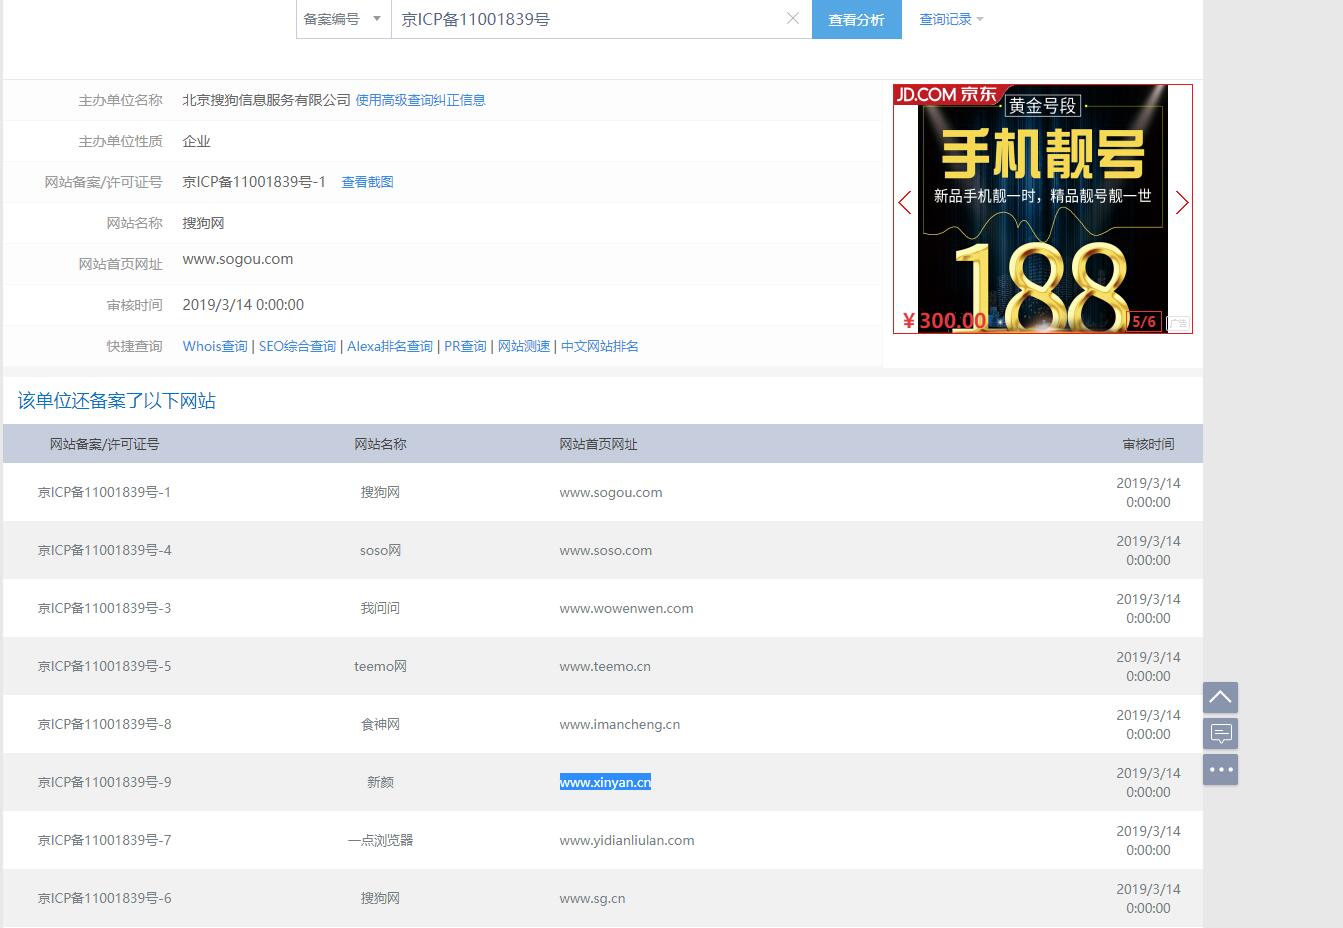 备案编号 京ICP备11001839号 查看分析 查询记录
主办单位名称 北京搜狗信息服务有限公司 使用高级查询纠正信息
主办单位性质 企业
网站备案/许可证号 京ICP备11001839号-1 查看截图
网站名称 搜狗网
网站首页网址 www.sogou.com
审核时间 2019/3/14 0:00:00
快捷查询 Whois查询 | SEO综合查询 | Alexa排名查询 | PR查询 | 网站测速 | 中文网站排名
JD.COM 京东
黄金号段
手机靓号
新品手机靓一时，精品靓号靓一世
188
¥300.00 5/6 广告
该单位还备案了以下网站
网站备案/许可证号 网站名称 网站首页网址 审核时间
京ICP备11001839号-1 搜狗网 www.sogou.com 2019/3/14 0:00:00
京ICP备11001839号-4 soso网 www.soso.com 2019/3/14 0:00:00
京ICP备11001839号-3 我问问 www.wowenwen.com 2019/3/14 0:00:00
京ICP备11001839号-5 teemo网 www.teemo.cn 2019/3/14 0:00:00
京ICP备11001839号-8 食神网 www.imancheng.cn 2019/3/14 0:00:00
京ICP备11001839号-9 新颜 www.xinyan.cn 2019/3/14 0:00:00
京ICP备11001839号-7 一点浏览器 www.yidianliulan.com 2019/3/14 0:00:00
京ICP备11001839号-6 搜狗网 www.sg.cn 2019/3/14 0:00:00